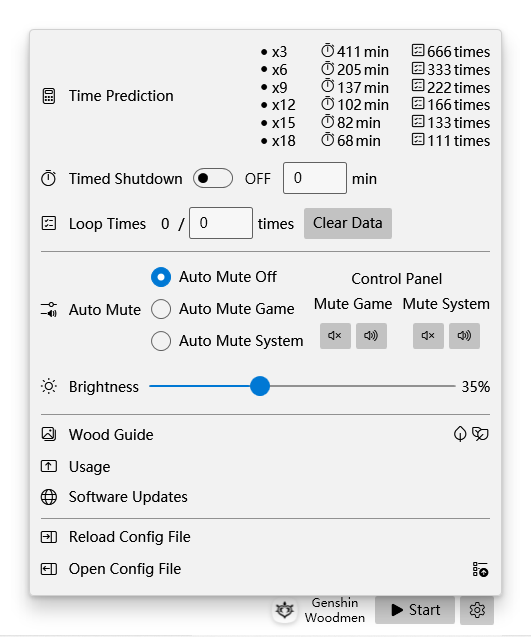 • x3 411 min 666 times
• x6 205 min 333 times
• x9 137 min 222 times
Time Prediction
• x12 102 min 166 times
• x15 82 min 133 times
• x18 68 min 111 times
Timed Shutdown OFF 0 min
Loop Times 0 / 0 times Clear Data
Auto Mute
Auto Mute Off
Auto Mute Game
Auto Mute System
Control Panel
Mute Game Mute System
Brightness 35%
Wood Guide
Usage
Software Updates
Reload Config File
Open Config File
Genshin
Woodmen
Start